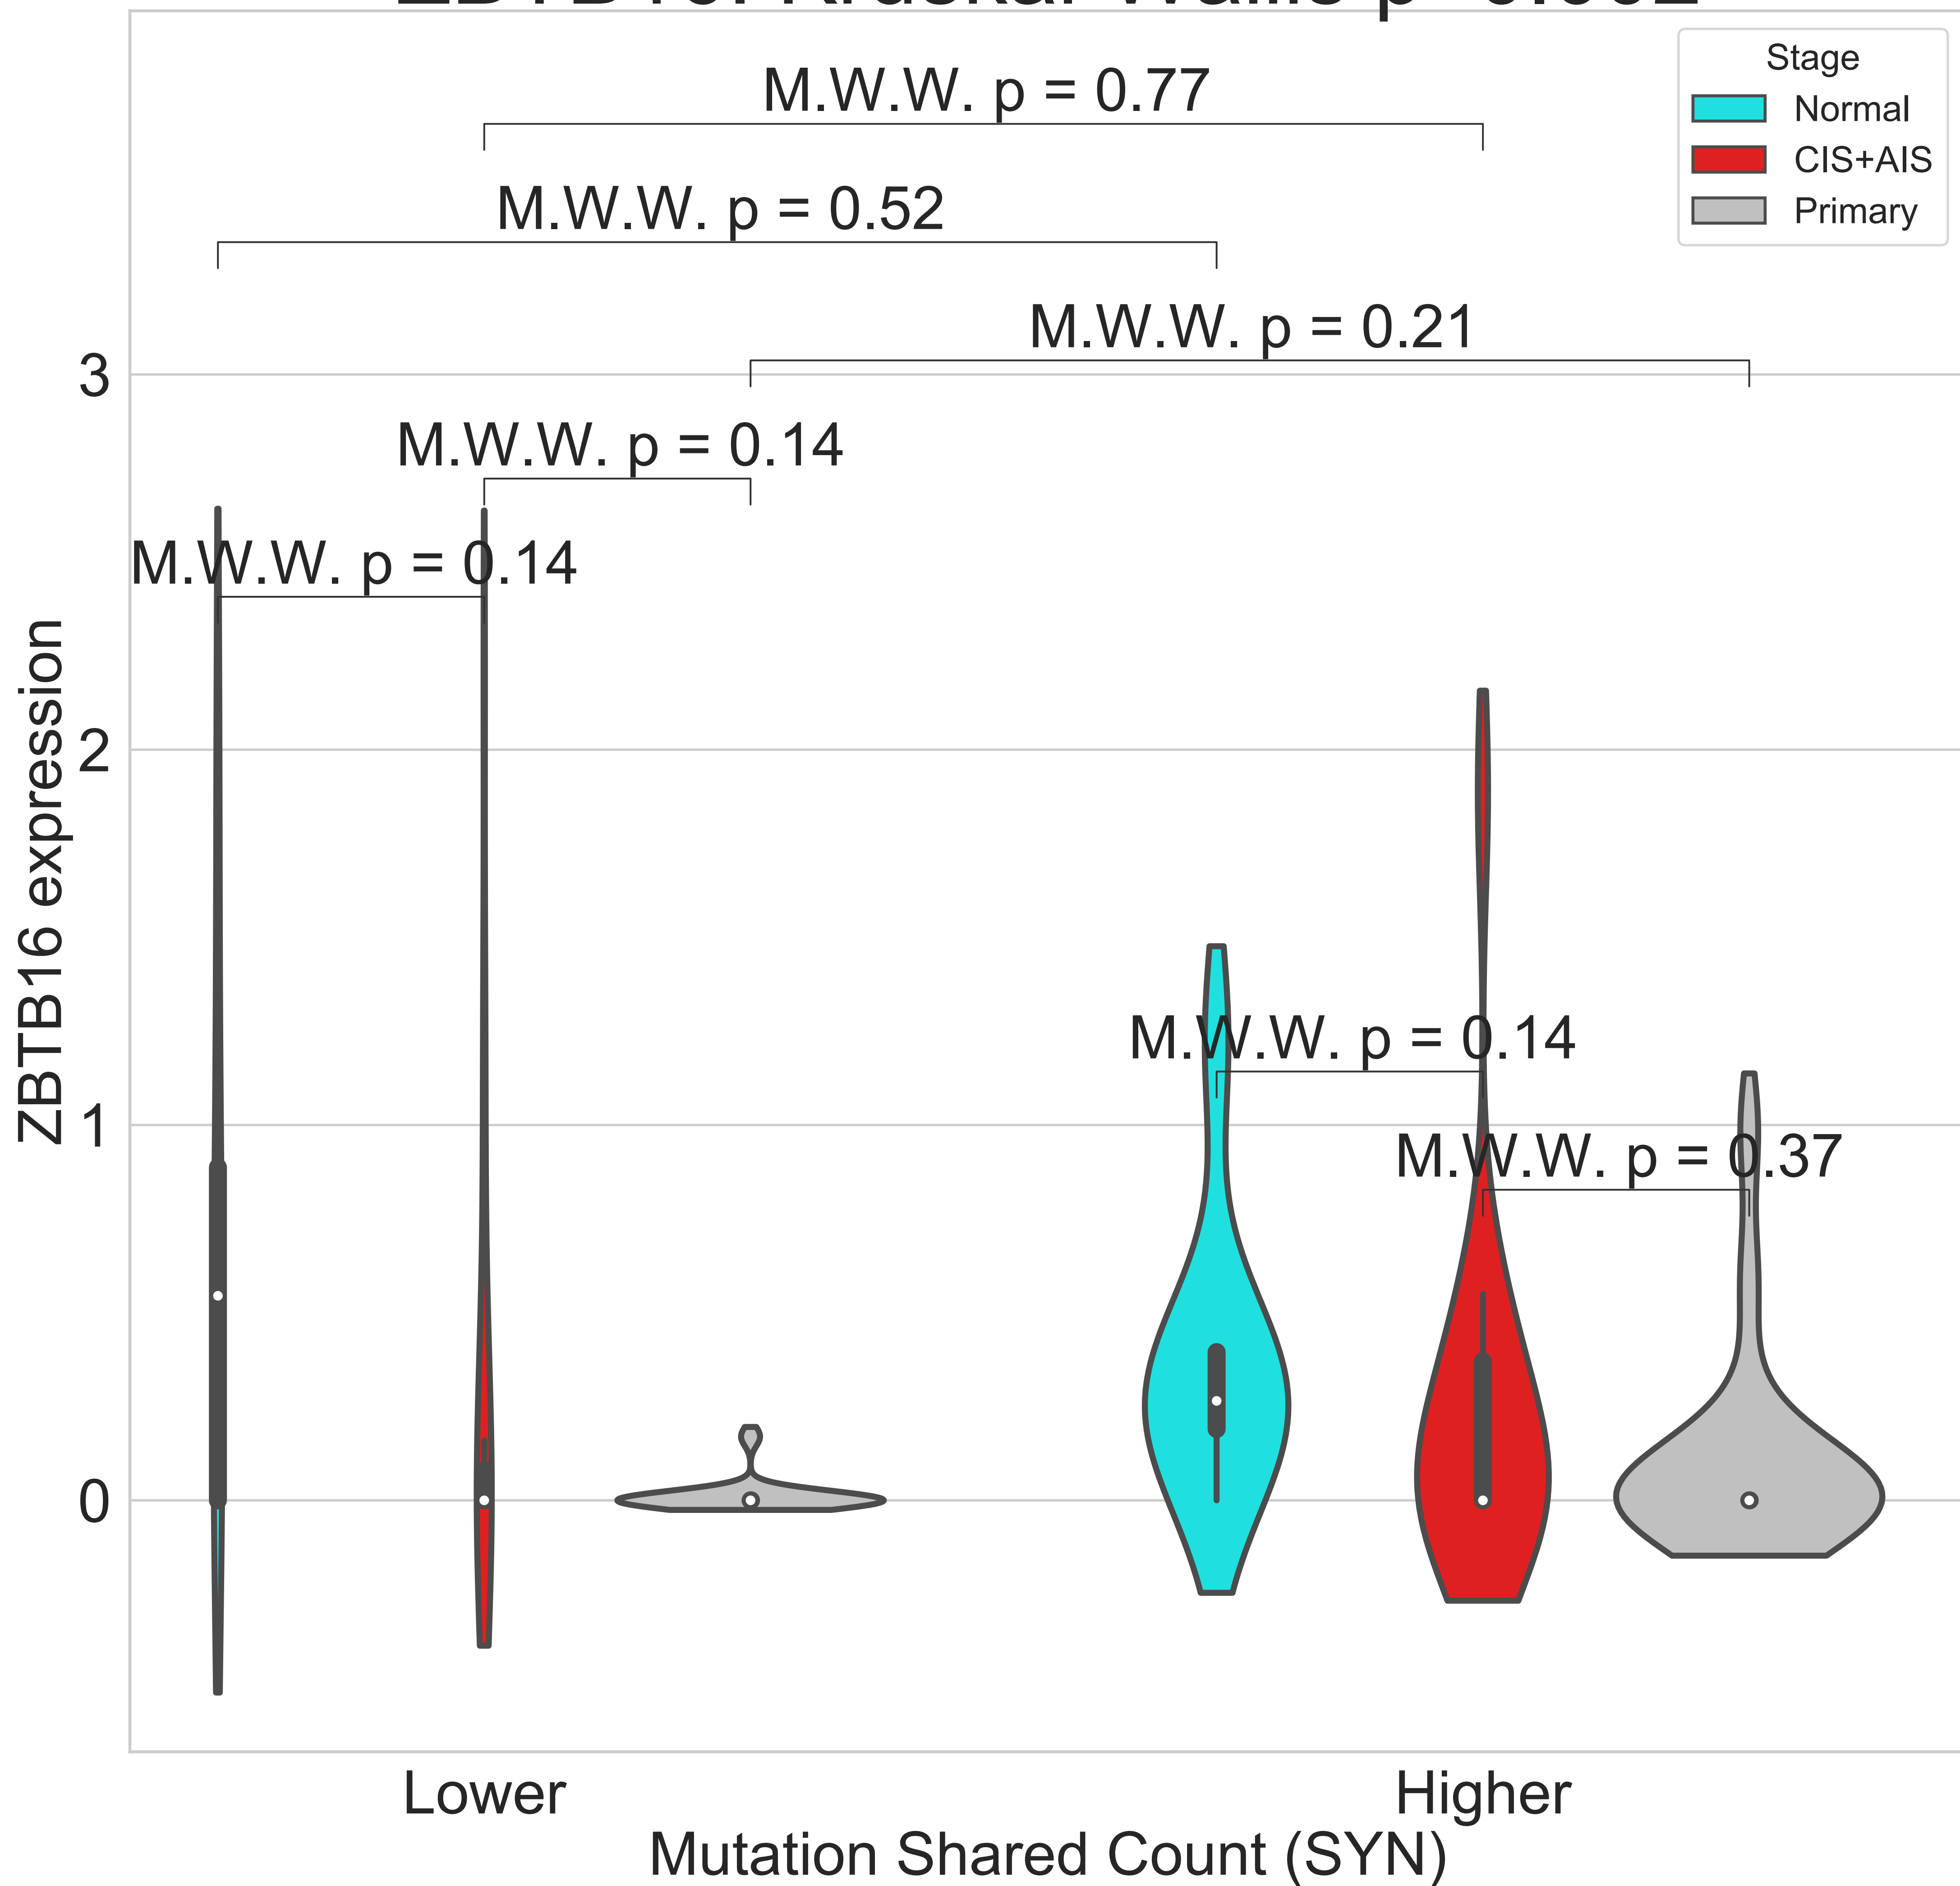 Stage
Normal
CIS+AIS
Primary
M.W.W. p = 0.77
M.W.W. p = 0.52
M.W.W. p = 0.21
M.W.W. p = 0.14
M.W.W. p = 0.14
M.W.W. p = 0.14
M.W.W. p = 0.37
ZBTB16 expression
3
2
1
0
Lower
Higher
Mutation Shared Count (SYN)